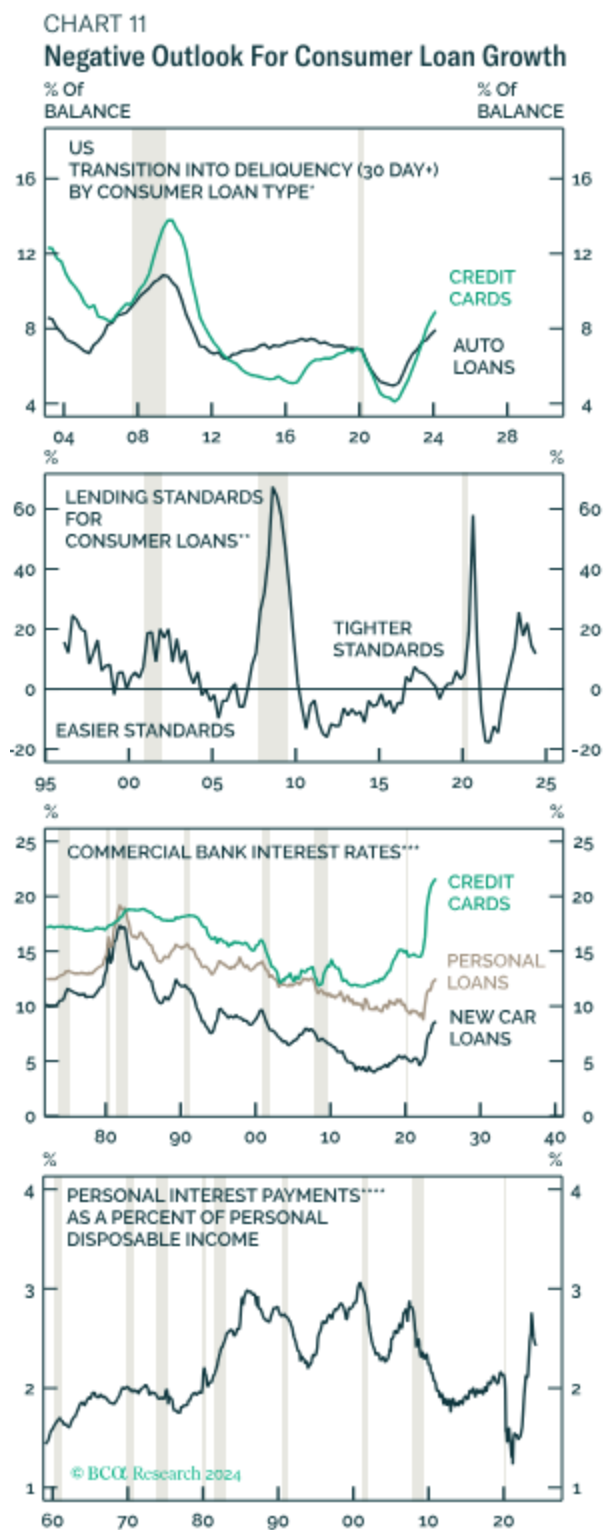 CHART 11
Negative Outlook For Consumer Loan Growth
% Of % Of
BALANCE BALANCE
US
TRANSITION INTO DELIQUENCY (30 DAY+)
BY CONSUMER LOAN TYPE*
16 16
12 12
CREDIT
CARDS
8 8
AUTO
LOANS
4 4
04 08 12 16 20 24 28
% %
LENDING STANDARDS
FOR
CONSUMER LOANS**
60 60
40 40
20 20
TIGHTER
STANDARDS
0 0
EASIER STANDARDS
-20 -20
95 00 05 10 15 20 25
% %
25 25
COMMERCIAL BANK INTEREST RATES***
CREDIT
CARDS
20 20
15 15
PERSONAL
LOANS
10 10
NEW CAR
LOANS
5 5
0 0
80 90 00 10 20 30 40
% %
4 4
PERSONAL INTEREST PAYMENTS****
AS A PERCENT OF PERSONAL
DISPOSABLE INCOME
3 3
2 2
© BCα Research 2024
1 1
60 70 80 90 00 10 20